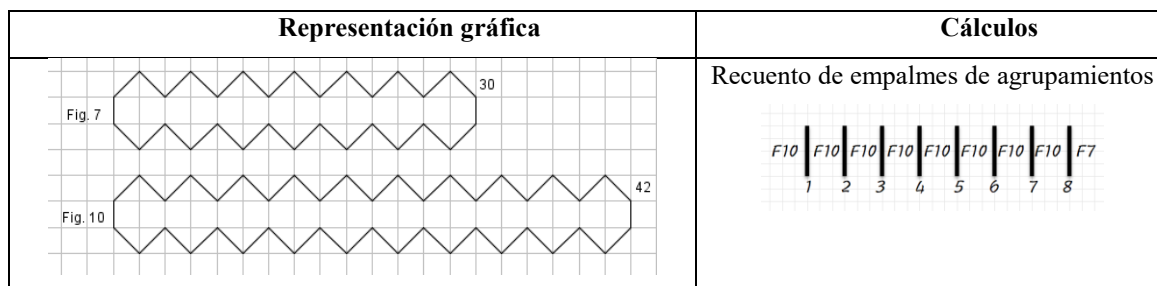 Representación gráfica
Cálculos
30
Fig. 7
42
Fig. 10
Recuento de empalmes de agrupamientos
F10 F10 F10 F10 F10 F10 F10 F10 F7
1 2 3 4 5 6 7 8